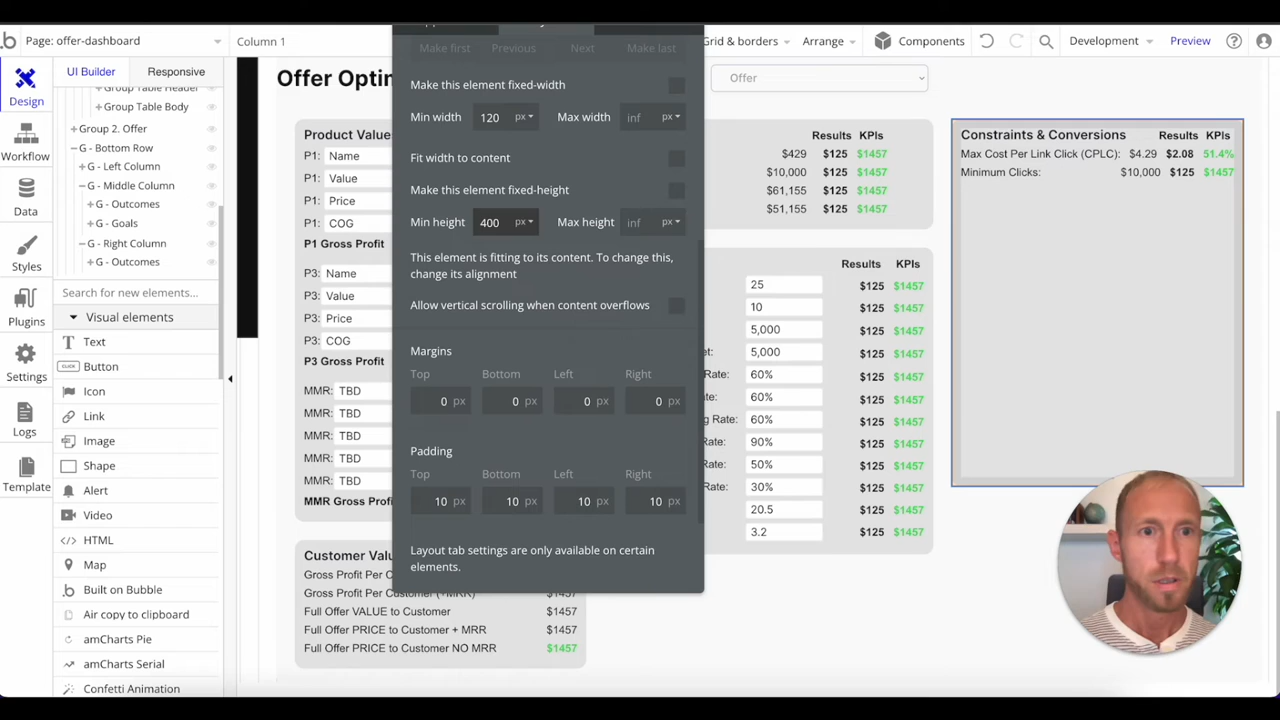 Page: offer-dashboard
Column 1
Grid & borders
Arrange
Components
Development
Preview
Design
Workflow
Data
Styles
Plugins
Settings
Logs
Template
UI Builder
Responsive
Group Table Header
Group Table Body
Group 2. Offer
G - Bottom Row
G - Left Column
G - Middle Column
G - Outcomes
G - Goals
G - Right Column
G - Outcomes
Search for new elements...
Visual elements
Text
CLICK
Button
Icon
Link
Image
Shape
Alert
Video
</> HTML
Map
Built on Bubble
Air copy to clipboard
amCharts Pie
amCharts Serial
Confetti Animation
Offer Optin
Offer
Product Value
P1: Name
P1: Value
P1: Price
P1: COG
P1 Gross Profit
P3: Name
P3: Value
P3: Price
P3: COG
P3 Gross Profit
MMR: TBD
MMR: TBD
MMR: TBD
MMR: TBD
MMR: TBD
MMR Gross Profi
Customer Valu
Gross Profit Per C
Gross Profit Per Customer (+MRR) $1457
Full Offer VALUE to Customer $1457
Full Offer PRICE to Customer + MRR $1457
Full Offer PRICE to Customer NO MRR $1457
Make first Previous Next Make last
Make this element fixed-width
Min width 120 px Max width inf px
Fit width to content
Make this element fixed-height
Min height 400 px Max height inf px
This element is fitting to its content. To change this,
change its alignment
Allow vertical scrolling when content overflows
Margins
Top Bottom Left Right
0 px 0 px 0 px 0 px
Padding
Top Bottom Left Right
10 px 10 px 10 px 10 px
Layout tab settings are only available on certain
elements.
Results KPIs
$429 $125 $1457
$10,000 $125 $1457
$61,155 $125 $1457
$51,155 $125 $1457
Results KPIs
25 $125 $1457
10 $125 $1457
5,000 $125 $1457
et: 5,000 $125 $1457
Rate: 60% $125 $1457
te: 60% $125 $1457
g Rate: 60% $125 $1457
Rate: 90% $125 $1457
Rate: 50% $125 $1457
Rate: 30% $125 $1457
20.5 $125 $1457
3.2 $125 $1457
Constraints & Conversions Results KPIs
Max Cost Per Link Click (CPLC): $4.29 $2.08 51.4%
Minimum Clicks: $10,000 $125 $1457